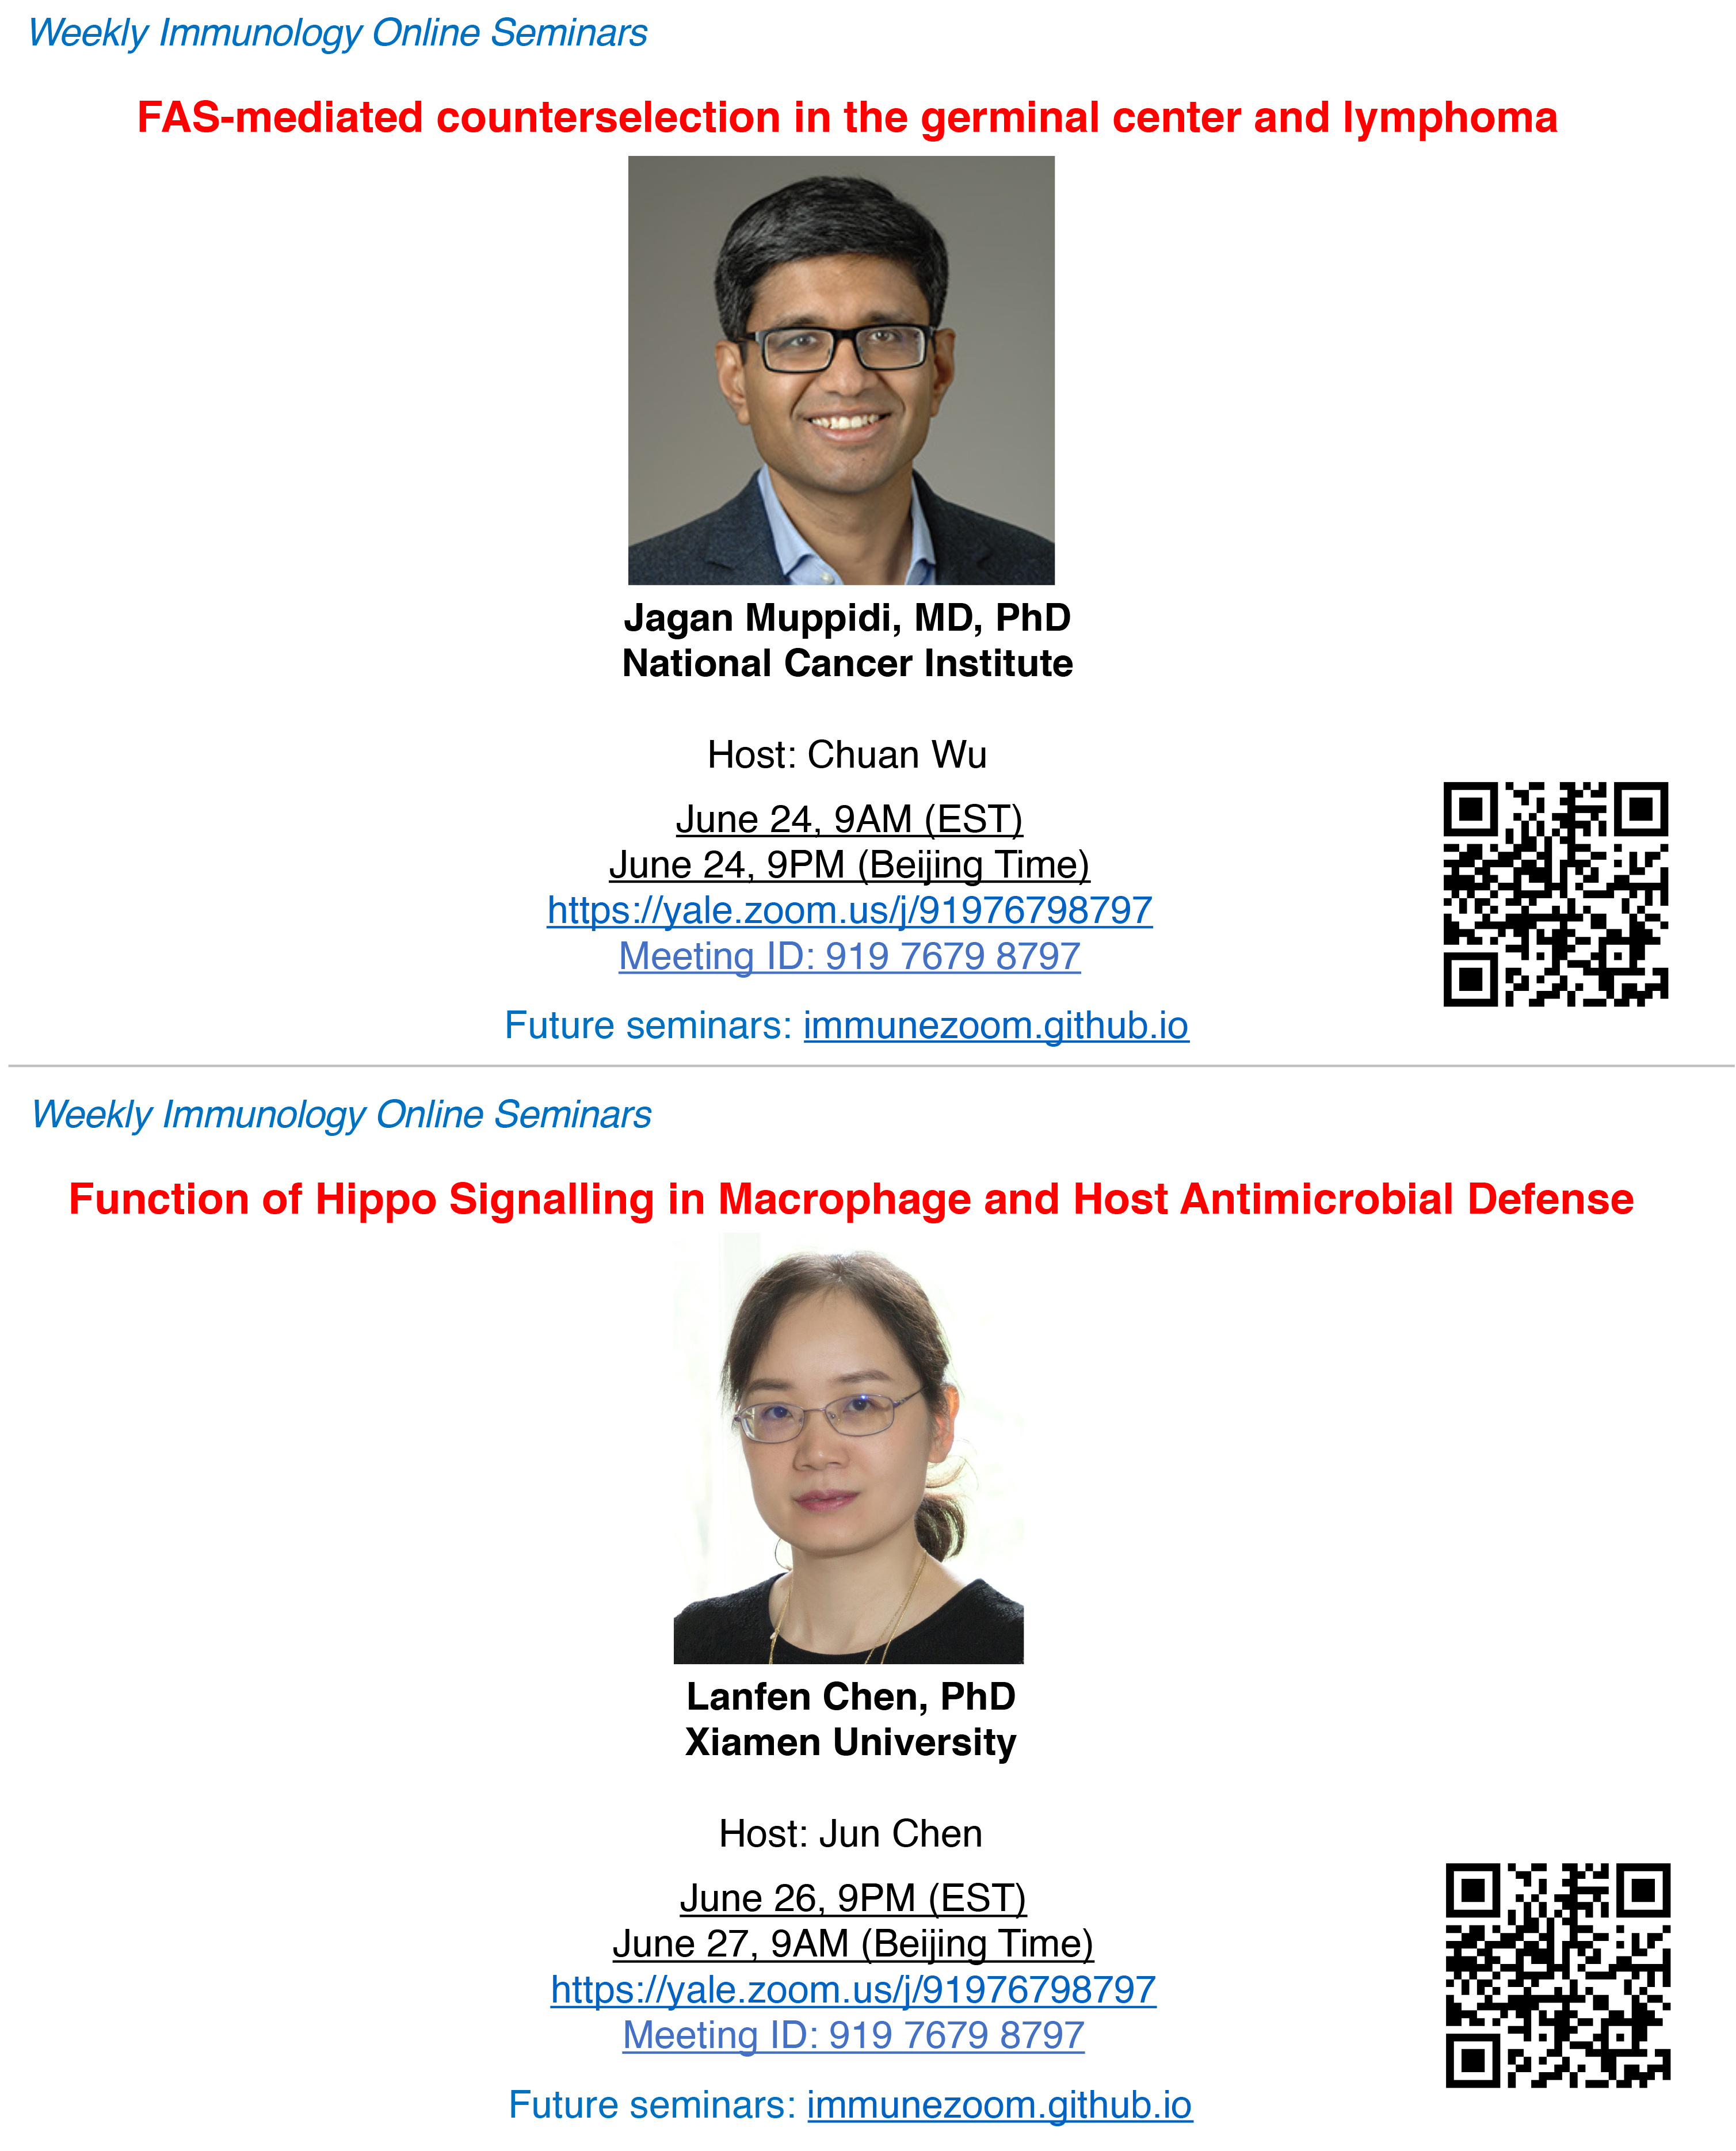 Weekly Immunology Online Seminars
FAS-mediated counterselection in the germinal center and lymphoma
Jagan Muppidi, MD, PhD
National Cancer Institute
Host: Chuan Wu
June 24, 9AM (EST)
June 24, 9PM (Beijing Time)
https://yale.zoom.us/j/91976798797
Meeting ID: 919 7679 8797
Future seminars: immunezoom.github.io
Weekly Immunology Online Seminars
Function of Hippo Signalling in Macrophage and Host Antimicrobial Defense
Lanfen Chen, PhD
Xiamen University
Host: Jun Chen
June 26, 9PM (EST)
June 27, 9AM (Beijing Time)
https://yale.zoom.us/j/91976798797
Meeting ID: 919 7679 8797
Future seminars: immunezoom.github.io